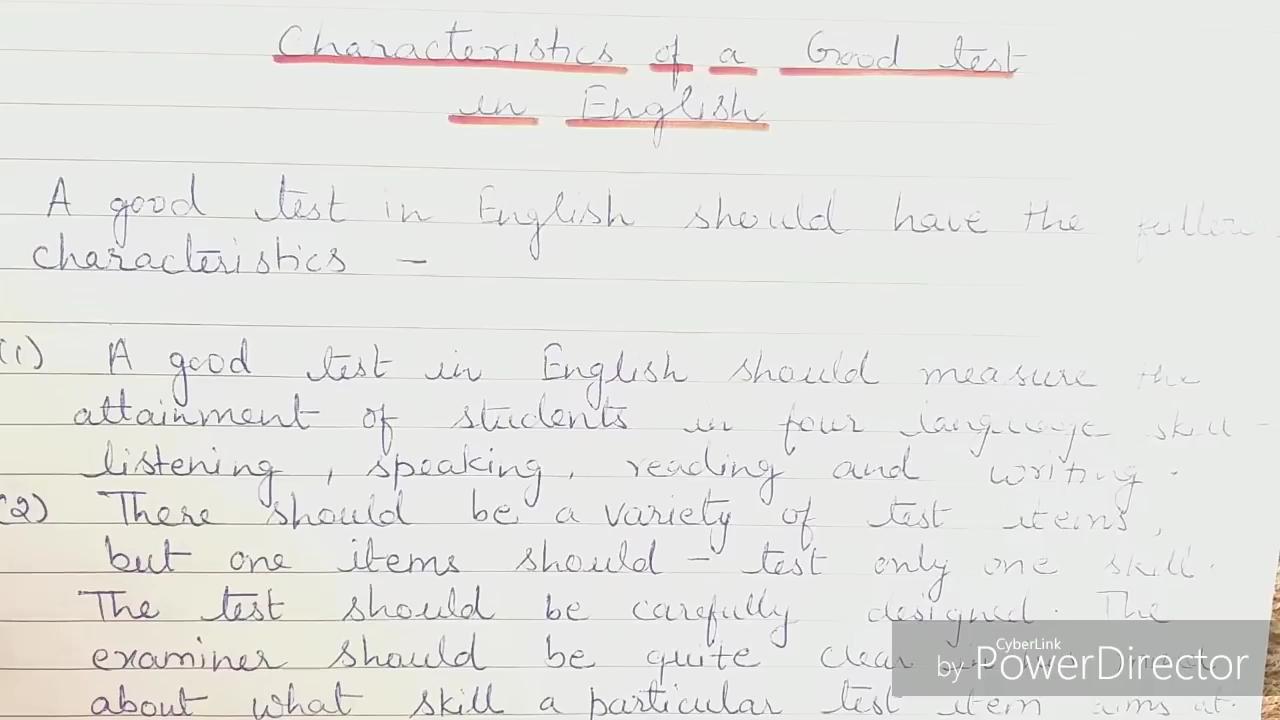 Characteristics of a Good test
in English
A good test in English should have the
characteristics -
(1) A good test in English should measure the
attainment of students in four language skill -
listening, speaking, reading and writing.
(2) There should be a variety of test items,
but one items should - test only one skill.
The test should be carefully designed. The
examiner should be quite clear
about what skill a particular test item aims at.
CyberLink
by PowerDirector